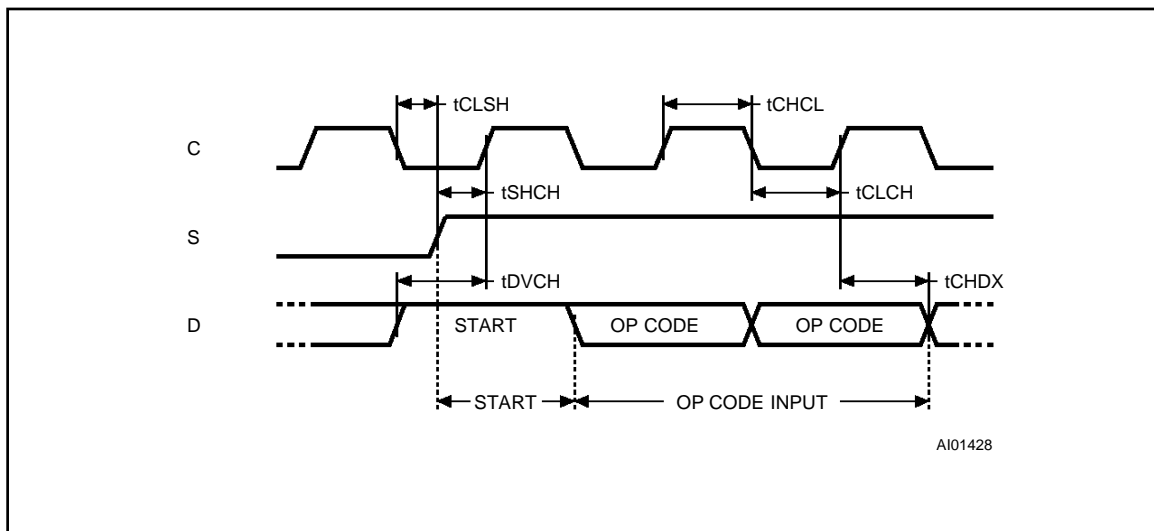 tCLSH
tCHCL
C
tSHCH
tCLCH
S
tDVCH
tCHDX
D
START
OP CODE
OP CODE
START
OP CODE INPUT
AI01428